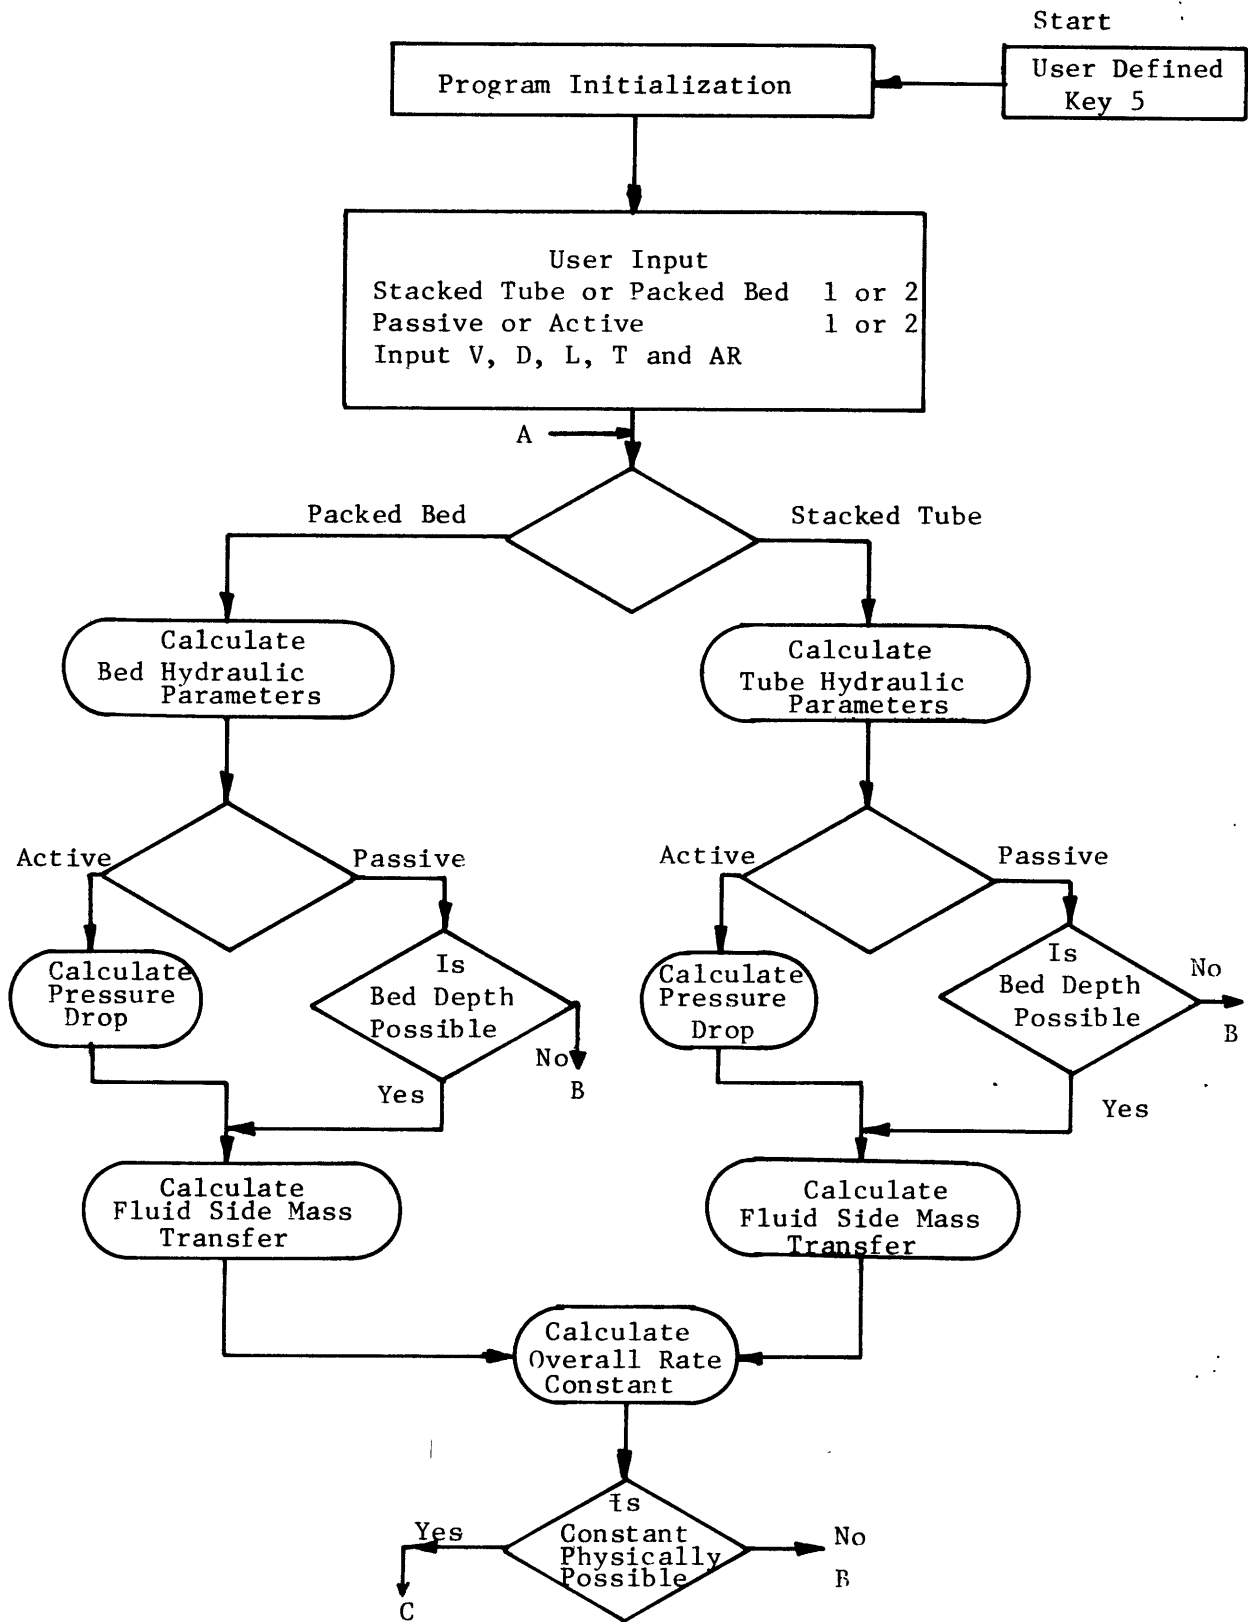 Start
User Defined
Key 5
Program Initialization
User Input
Stacked Tube or Packed Bed 1 or 2
Passive or Active 1 or 2
Input V, D, L, T and AR
A
Packed Bed
Stacked Tube
Calculate
Bed Hydraulic
Parameters
Calculate
Tube Hydraulic
Parameters
Active
Passive
Active
Passive
Calculate
Pressure
Drop
Is
Bed Depth
Possible
No
B
Yes
Calculate
Pressure
Drop
Is
Bed Depth
Possible
No
B
Yes
Calculate
Fluid Side Mass
Transfer
Calculate
Fluid Side Mass
Transfer
Calculate
Overall Rate
Constant
Is
Constant
Physically
Possible
Yes
C
No
B